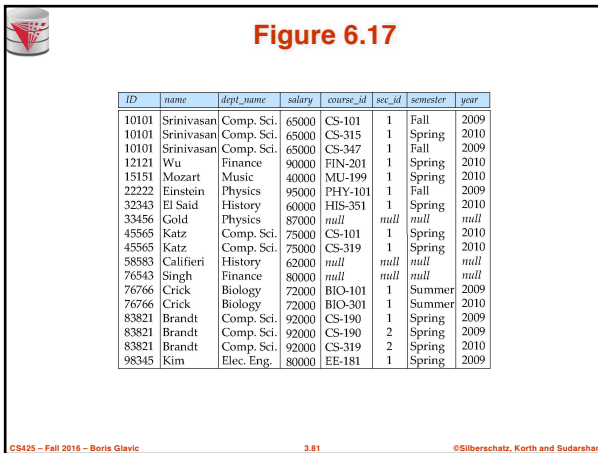 Figure 6.17
ID name dept_name salary course_id sec_id semester year
10101 Srinivasan Comp. Sci. 65000 CS-101 1 Fall 2009
10101 Srinivasan Comp. Sci. 65000 CS-315 1 Spring 2010
10101 Srinivasan Comp. Sci. 65000 CS-347 1 Fall 2009
12121 Wu Finance 90000 FIN-201 1 Spring 2010
15151 Mozart Music 40000 MU-199 1 Spring 2010
22222 Einstein Physics 95000 PHY-101 1 Fall 2009
32343 El Said History 60000 HIS-351 1 Spring 2010
33456 Gold Physics 87000 null null null null
45565 Katz Comp. Sci. 75000 CS-101 1 Spring 2010
45565 Katz Comp. Sci. 75000 CS-319 1 Spring 2010
58583 Califieri History 62000 null null null null
76543 Singh Finance 80000 null null null null
76766 Crick Biology 72000 BIO-101 1 Summer 2009
76766 Crick Biology 72000 BIO-301 1 Summer 2010
83821 Brandt Comp. Sci. 92000 CS-190 1 Spring 2009
83821 Brandt Comp. Sci. 92000 CS-190 2 Spring 2009
83821 Brandt Comp. Sci. 92000 CS-319 2 Spring 2010
98345 Kim Elec. Eng. 80000 EE-181 1 Spring 2009
CS425 – Fall 2016 – Boris Glavic 3.81 ©Silberschatz, Korth and Sudarshan